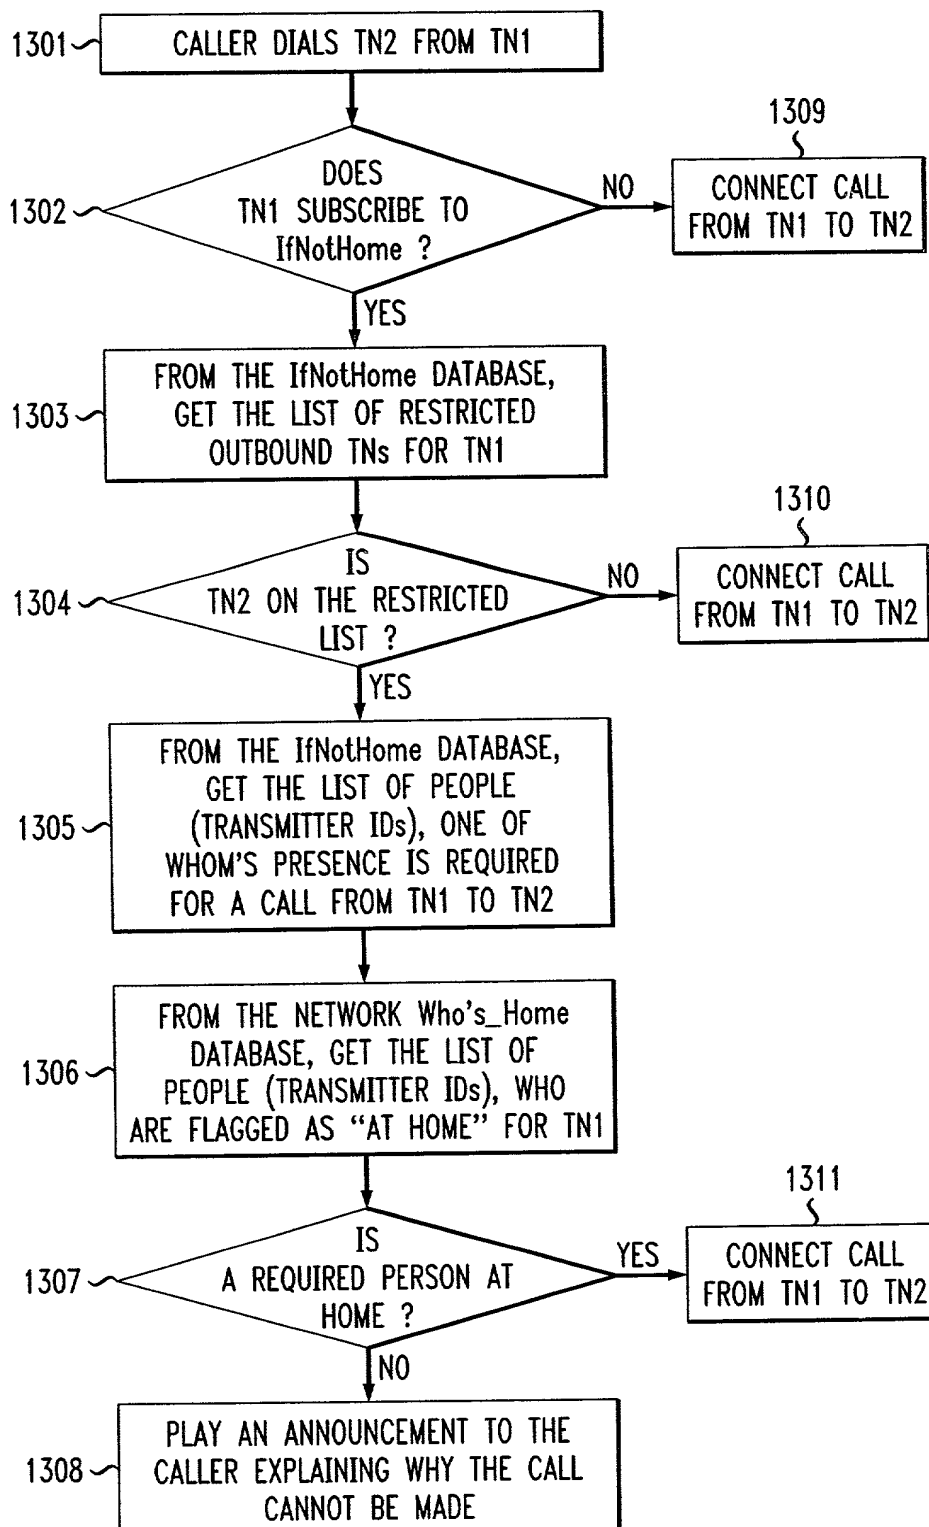 1301
CALLER DIALS TN2 FROM TN1
1302
DOES
TN1 SUBSCRIBE TO
IfNotHome ?
NO
1309
CONNECT CALL
FROM TN1 TO TN2
YES
1303
FROM THE IfNotHome DATABASE,
GET THE LIST OF RESTRICTED
OUTBOUND TNs FOR TN1
1304
IS
TN2 ON THE RESTRICTED
LIST ?
NO
1310
CONNECT CALL
FROM TN1 TO TN2
YES
1305
FROM THE IfNotHome DATABASE,
GET THE LIST OF PEOPLE
(TRANSMITTER IDs), ONE OF
WHOM'S PRESENCE IS REQUIRED
FOR A CALL FROM TN1 TO TN2
1306
FROM THE NETWORK Who's_Home
DATABASE, GET THE LIST OF
PEOPLE (TRANSMITTER IDs), WHO
ARE FLAGGED AS “AT HOME” FOR TN1
1307
IS
A REQUIRED PERSON AT
HOME ?
YES
1311
CONNECT CALL
FROM TN1 TO TN2
NO
1308
PLAY AN ANNOUNCEMENT TO THE
CALLER EXPLAINING WHY THE CALL
CANNOT BE MADE